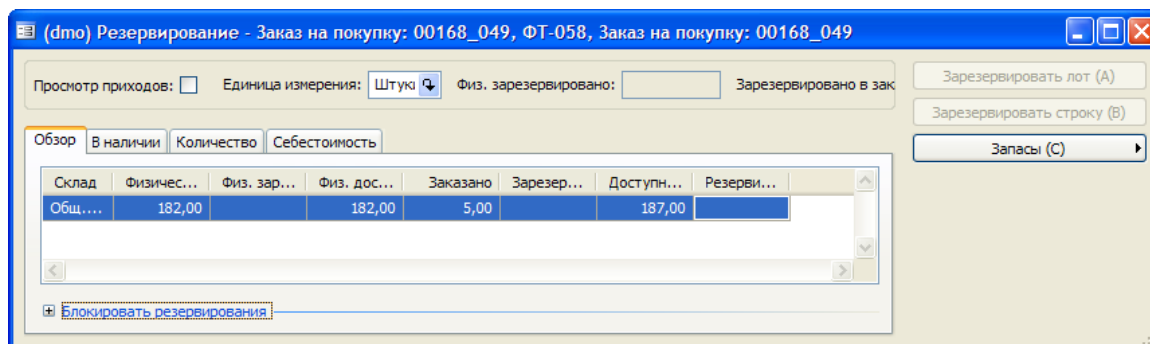 (dmo) Резервирование - Заказ на покупку: 00168_049, ФТ-058, Заказ на покупку: 00168_049
Просмотр приходов: Единица измерения: Штуки Физ. зарезервировано: Зарезервировано в зак
Зарезервировать лот (A)
Зарезервировать строку (B)
Запасы (C)
Обзор В наличии Количество Себестоимость
Склад Физичес... Физ. зар... Физ. дос... Заказано Зарезер... Доступн... Резерви...
Общ.... 182,00 182,00 5,00 187,00
Блокировать резервирования